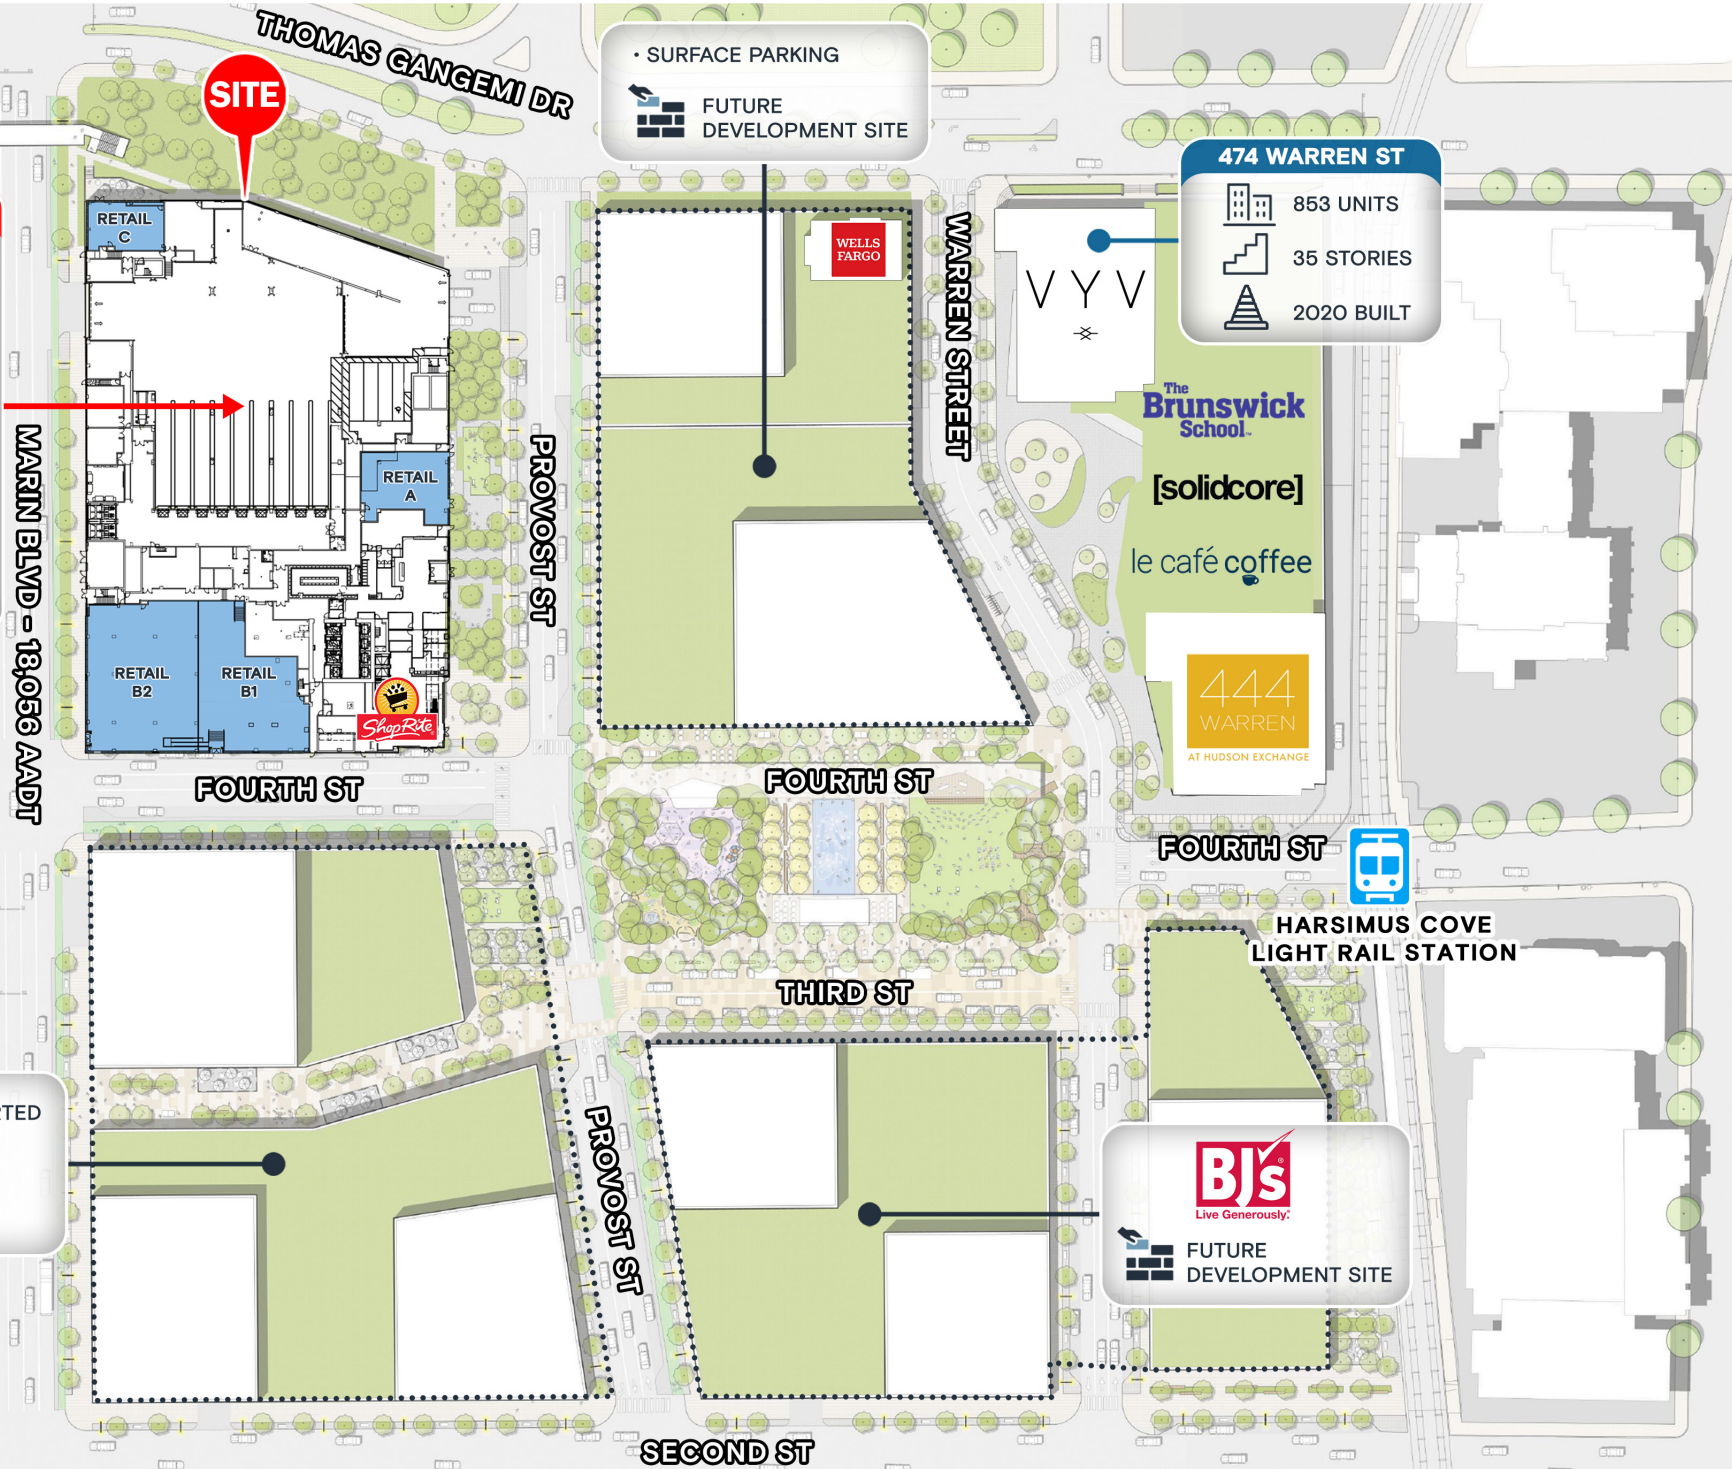 THOMAS GANGEMI DR
SITE
• SURFACE PARKING
FUTURE
DEVELOPMENT SITE
474 WARREN ST
853 UNITS
35 STORIES
2020 BUILT
RETAIL
C
WELLS
FARGO
WARREN STREET
VYV
The
Brunswick
School™
[solidcore]
le café coffee
RETAIL
A
PROVOST ST
MARIN BLVD - 18,056 AADT
RETAIL
B2
RETAIL
B1
ShopRite
444
WARREN
AT HUDSON EXCHANGE
FOURTH ST
FOURTH ST
FOURTH ST
HARSIMUS COVE
LIGHT RAIL STATION
THIRD ST
RTED
PROVOST ST
BJ's
Live Generously.
FUTURE
DEVELOPMENT SITE
SECOND ST